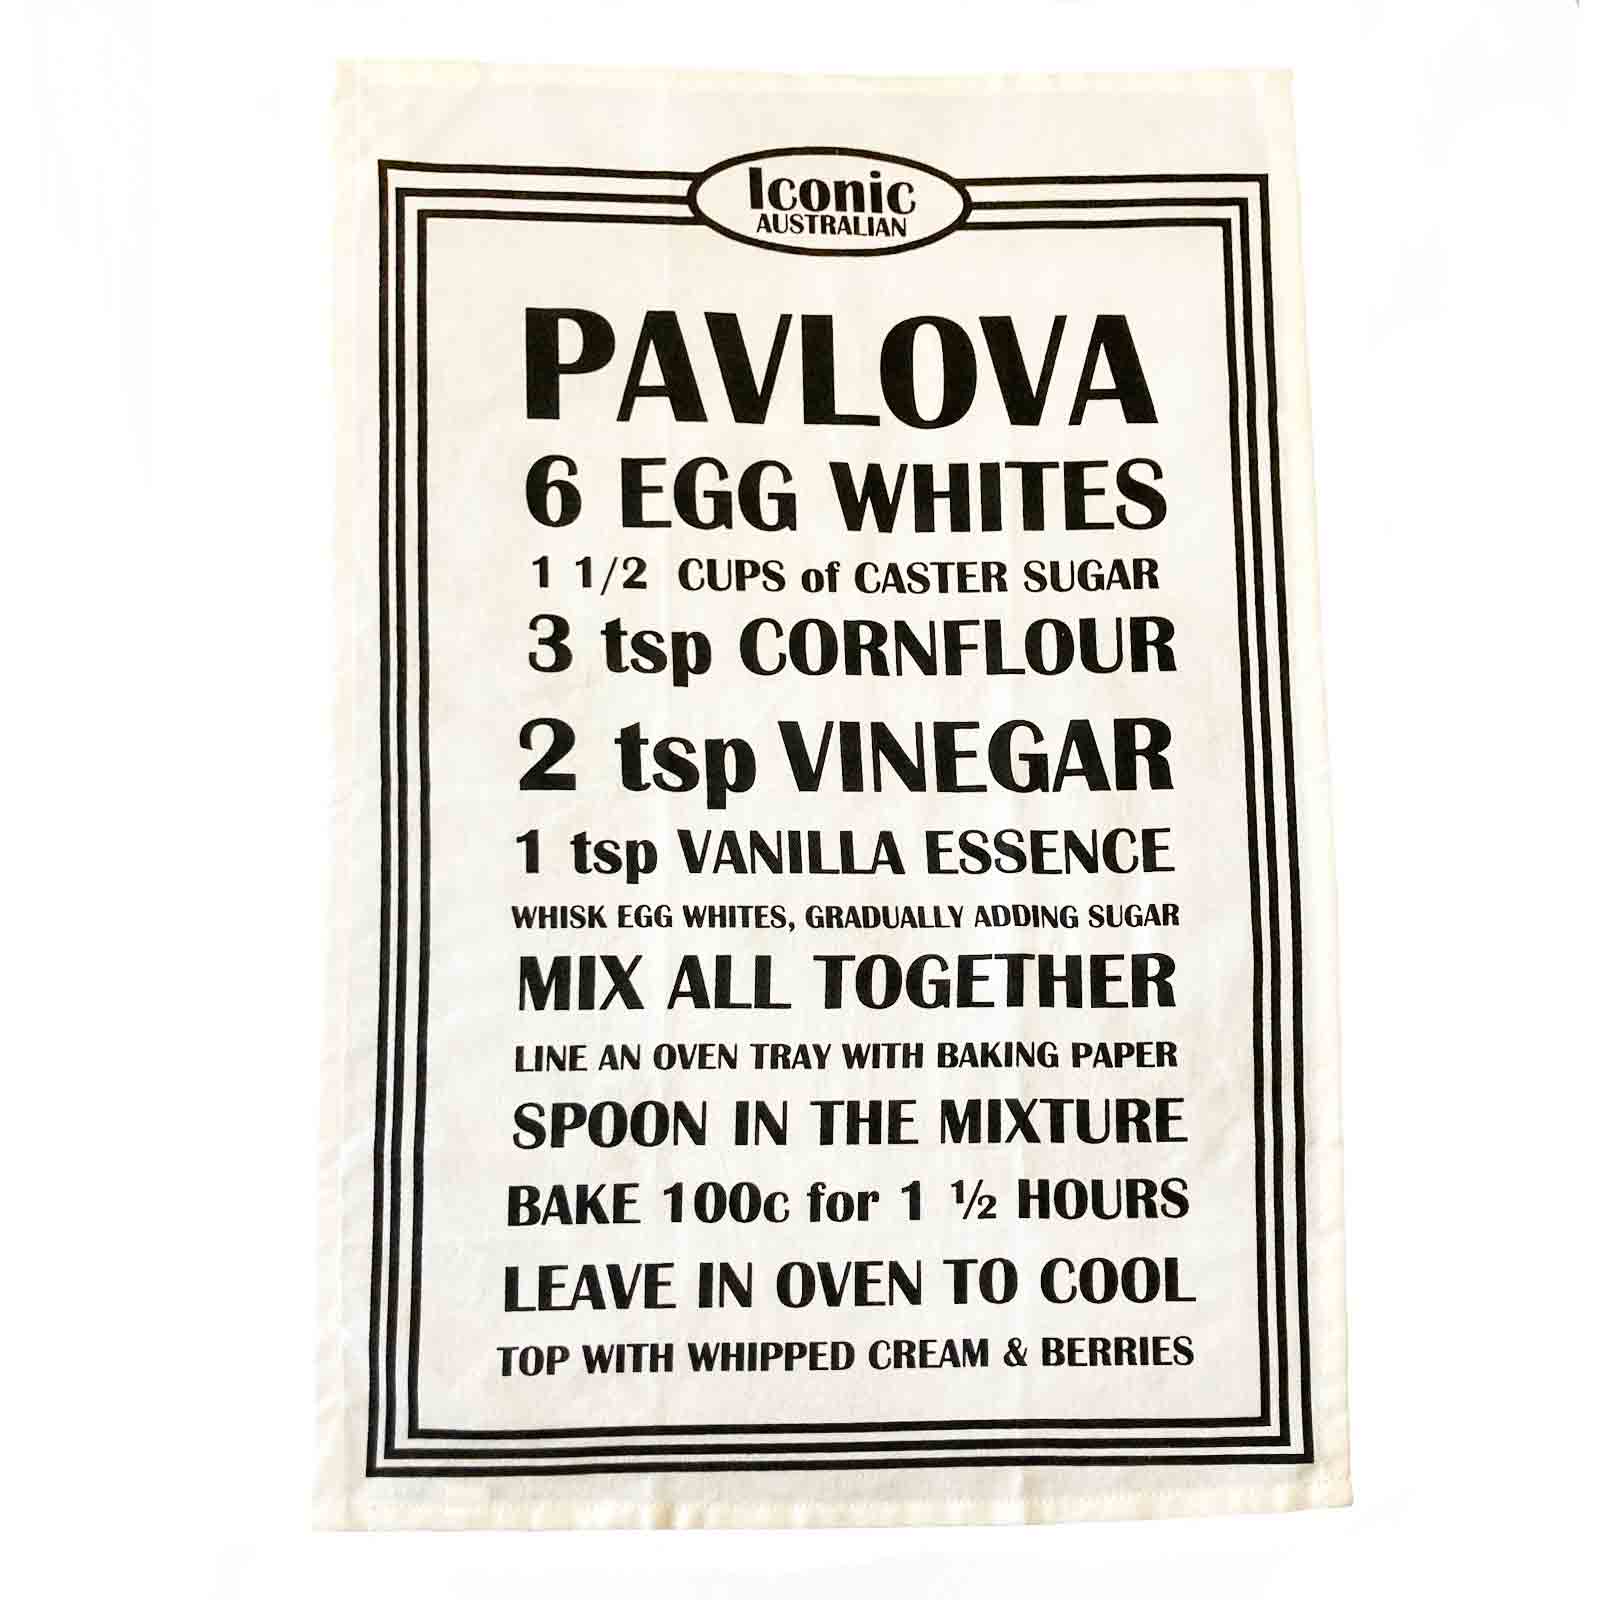 Iconic
AUSTRALIAN
PAVLOVA
6 EGG WHITES
1 1/2 CUPS of CASTER SUGAR
3 tsp CORNFLOUR
2 tsp VINEGAR
1 tsp VANILLA ESSENCE
WHISK EGG WHITES, GRADUALLY ADDING SUGAR
MIX ALL TOGETHER
LINE AN OVEN TRAY WITH BAKING PAPER
SPOON IN THE MIXTURE
BAKE 100c for 1 ½ HOURS
LEAVE IN OVEN TO COOL
TOP WITH WHIPPED CREAM & BERRIES